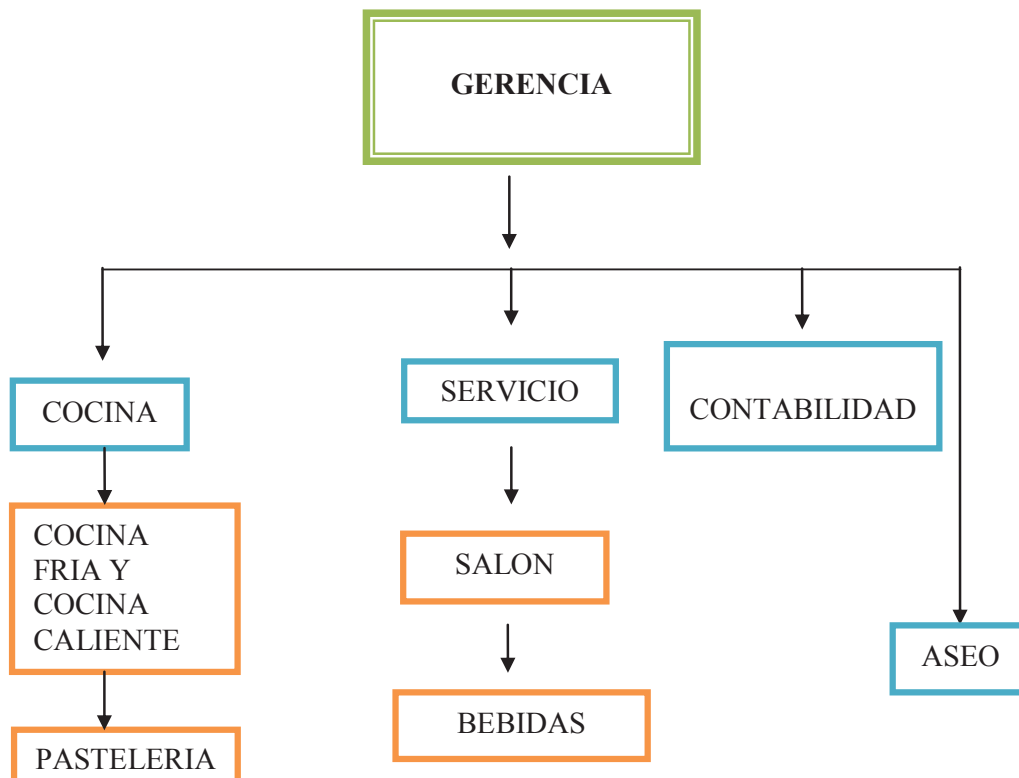 GERENCIA
COCINA
SERVICIO
CONTABILIDAD
COCINA
FRIA Y
COCINA
CALIENTE
SALON
ASEO
PASTELERIA
BEBIDAS